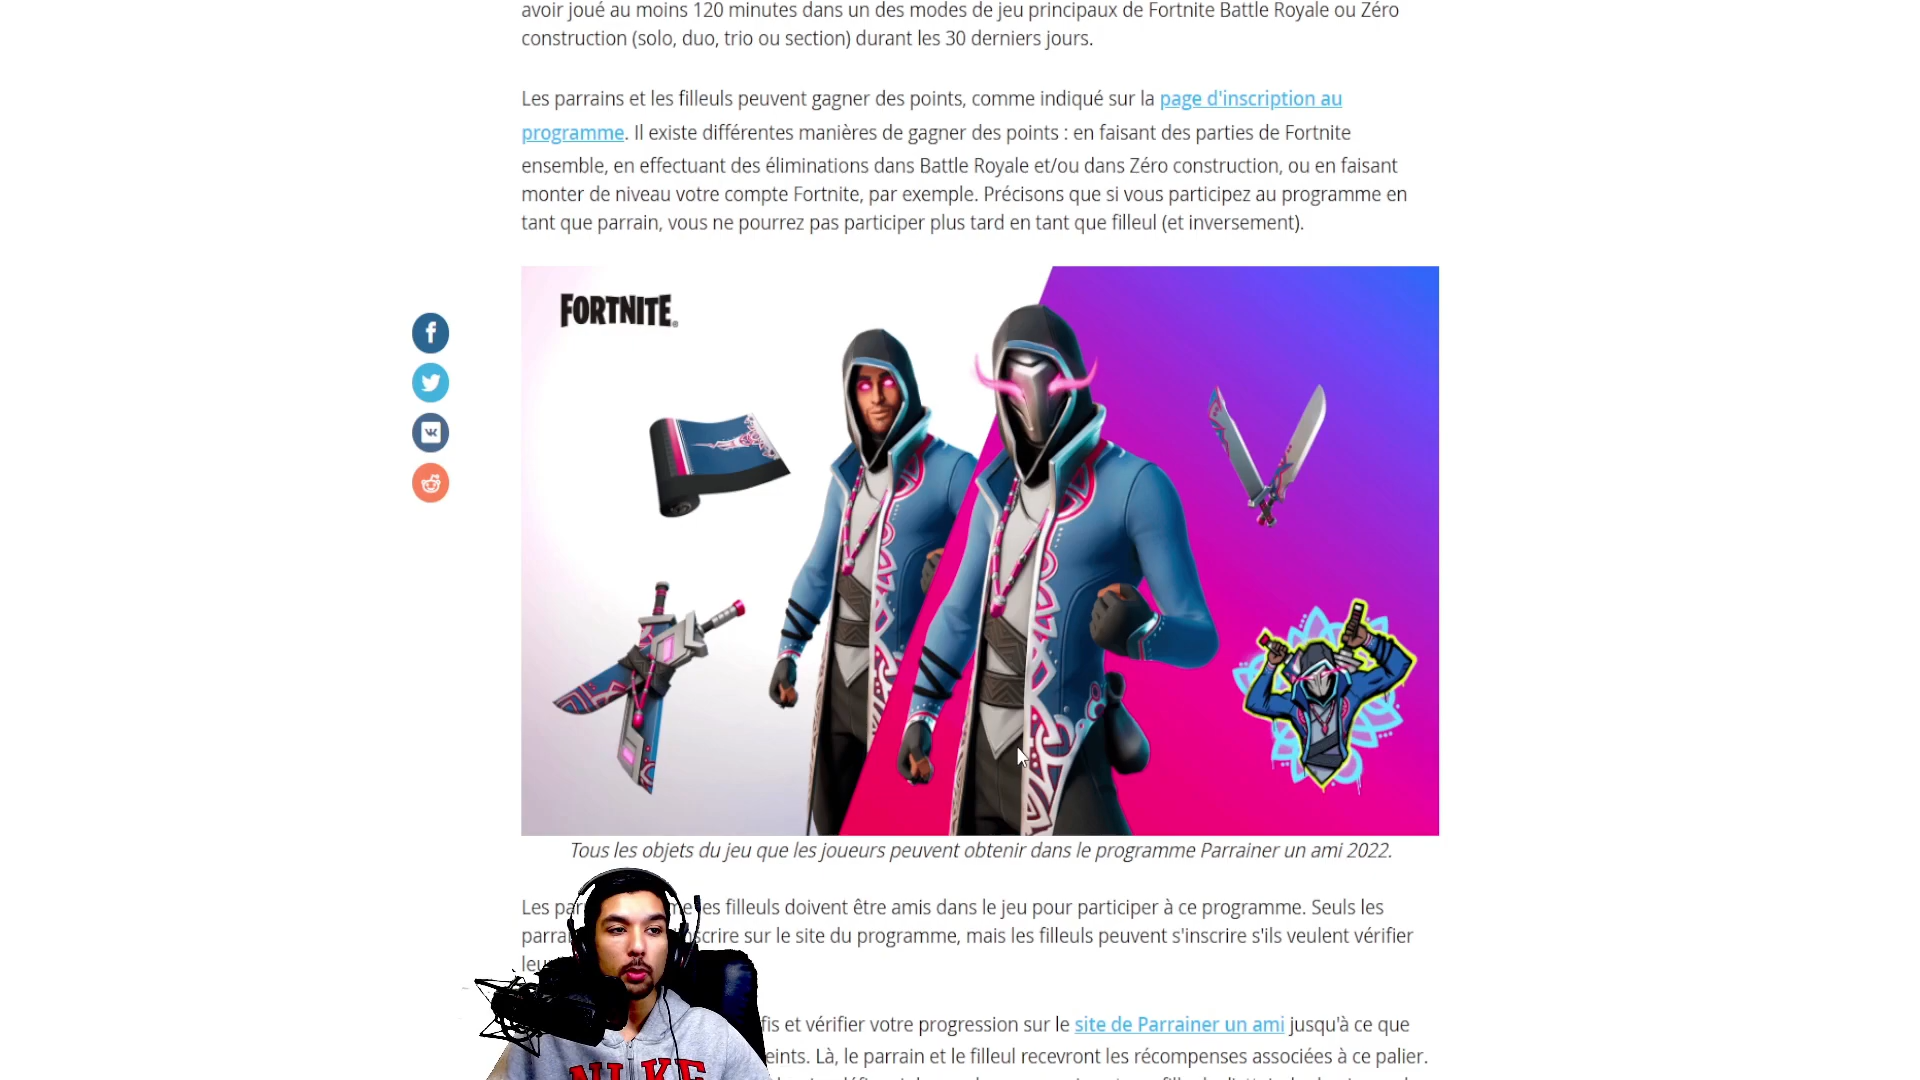 avoir joué au moins 120 minutes dans un des modes de jeu principaux de Fortnite Battle Royale ou Zéro
construction (solo, duo, trio ou section) durant les 30 derniers jours.
Les parrains et les filleuls peuvent gagner des points, comme indiqué sur la page d'inscription au
programme. Il existe différentes manières de gagner des points : en faisant des parties de Fortnite
ensemble, en effectuant des éliminations dans Battle Royale et/ou dans Zéro construction, ou en faisant
monter de niveau votre compte Fortnite, par exemple. Précisons que si vous participez au programme en
tant que parrain, vous ne pourrez pas participer plus tard en tant que filleul (et inversement).
FORTNITE
Tous les objets du jeu que les joueurs peuvent obtenir dans le programme Parrainer un ami 2022.
Les les filleuls doivent être amis dans le jeu pour participer à ce programme. Seuls les
sur le site du programme, mais les filleuls peuvent s'inscrire s'ils veulent vérifier
et vérifier votre progression sur le site de Parrainer un ami jusqu'à ce que
Là, le parrain et le filleul recevront les récompenses associées à ce palier.
NIKE